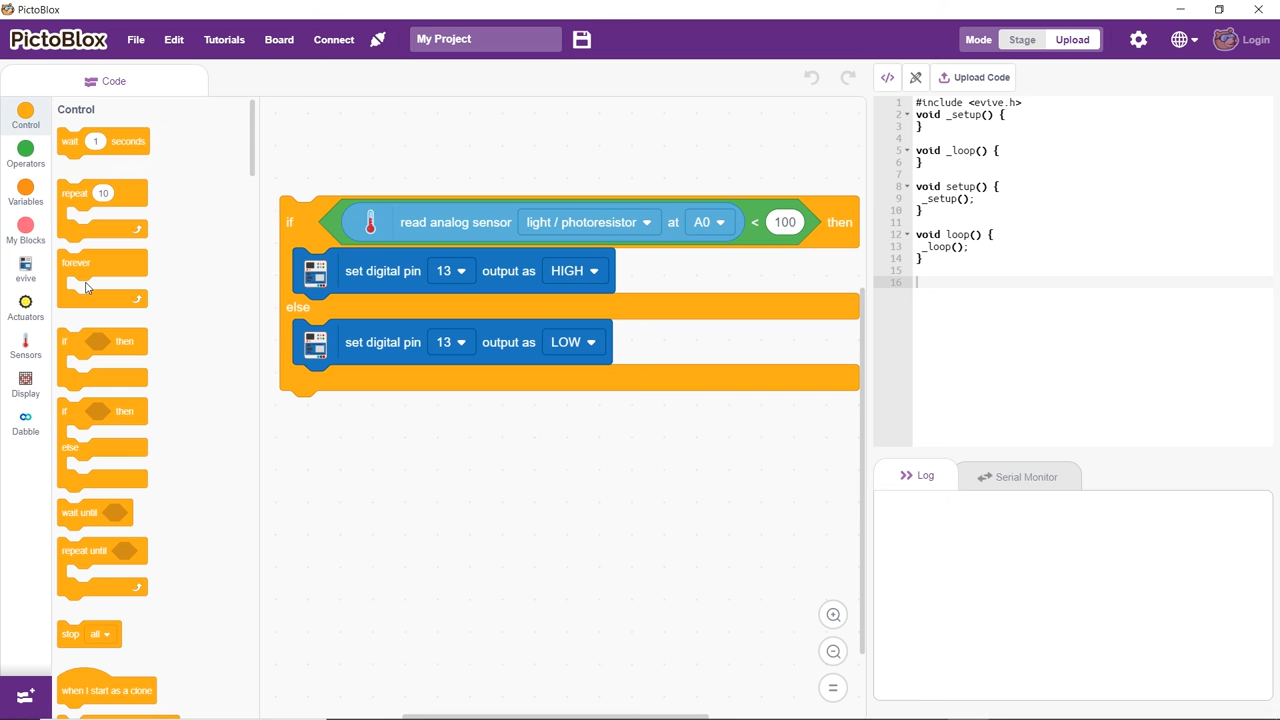 PictoBlox
PictoBlox File Edit Tutorials Board Connect My Project Mode Stage Upload Login
Code
Upload Code
Control
Operators
Variables
My Blocks
evive
Actuators
Sensors
Display
Dabble
Control
wait 1 seconds
repeat 10
forever
if then
if then
else
wait until
repeat until
stop all
when I start as a clone
if read analog sensor light / photoresistor at A0 < 100 then
set digital pin 13 output as HIGH
else
set digital pin 13 output as LOW
1 #include <evive.h>
2 void _setup() {
3 }
4
5 void _loop() {
6 }
7
8 void setup() {
9 _setup();
10 }
11
12 void loop() {
13 _loop();
14 }
15
16
Log
Serial Monitor